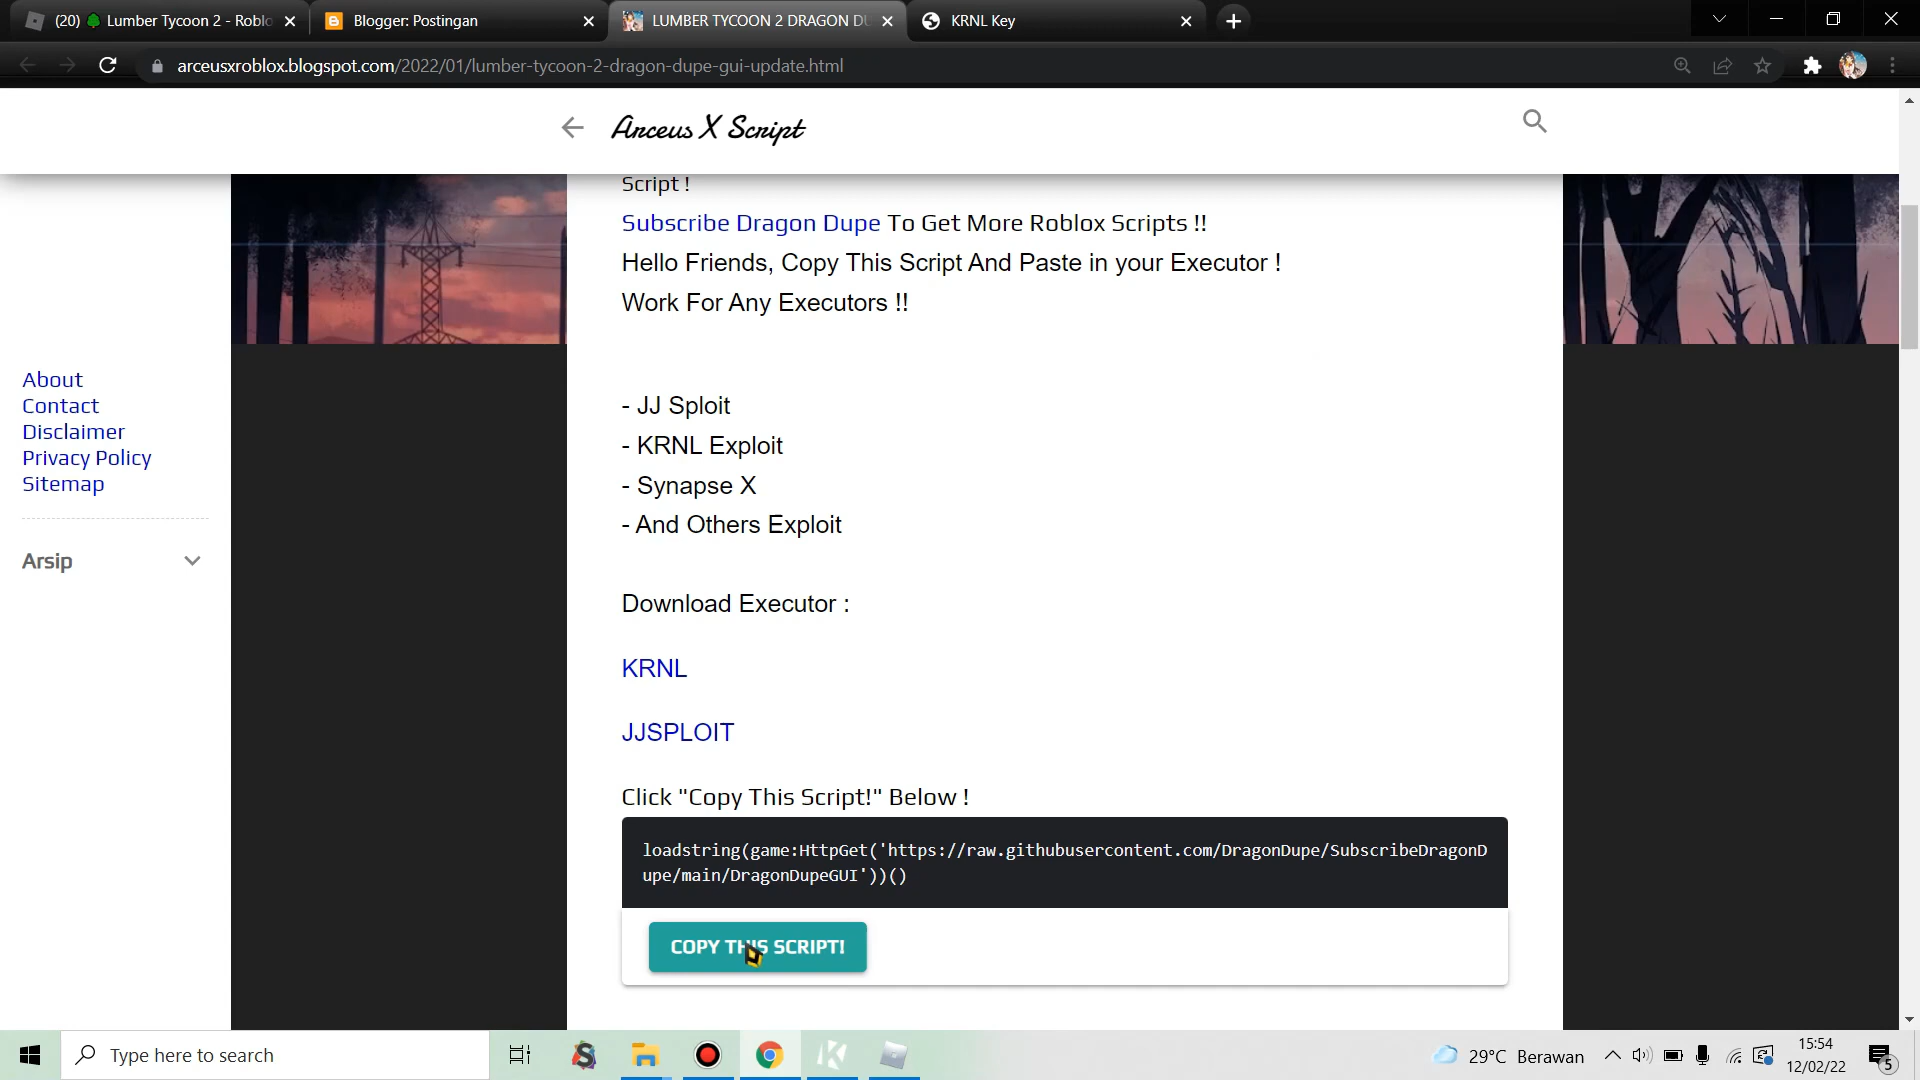 (20) Lumber Tycoon 2 - Roblo
Blogger: Postingan
LUMBER TYCOON 2 DRAGON DU
KRNL Key
arceusxroblox.blogspot.com/2022/01/lumber-tycoon-2-dragon-dupe-gui-update.html
Arceus X Script
Script !
Subscribe Dragon Dupe To Get More Roblox Scripts !!
Hello Friends, Copy This Script And Paste in your Executor !
Work For Any Executors !!
About
Contact
Disclaimer
Privacy Policy
Sitemap
Arsip
- JJ Sploit
- KRNL Exploit
- Synapse X
- And Others Exploit
Download Executor :
KRNL
JJSPLOIT
Click "Copy This Script!" Below !
loadstring(game:HttpGet('https://raw.githubusercontent.com/DragonDupe/SubscribeDragonD
upe/main/DragonDupeGUI'))()
COPY THIS SCRIPT!
Type here to search
29°C Berawan
15:54
12/02/22
5